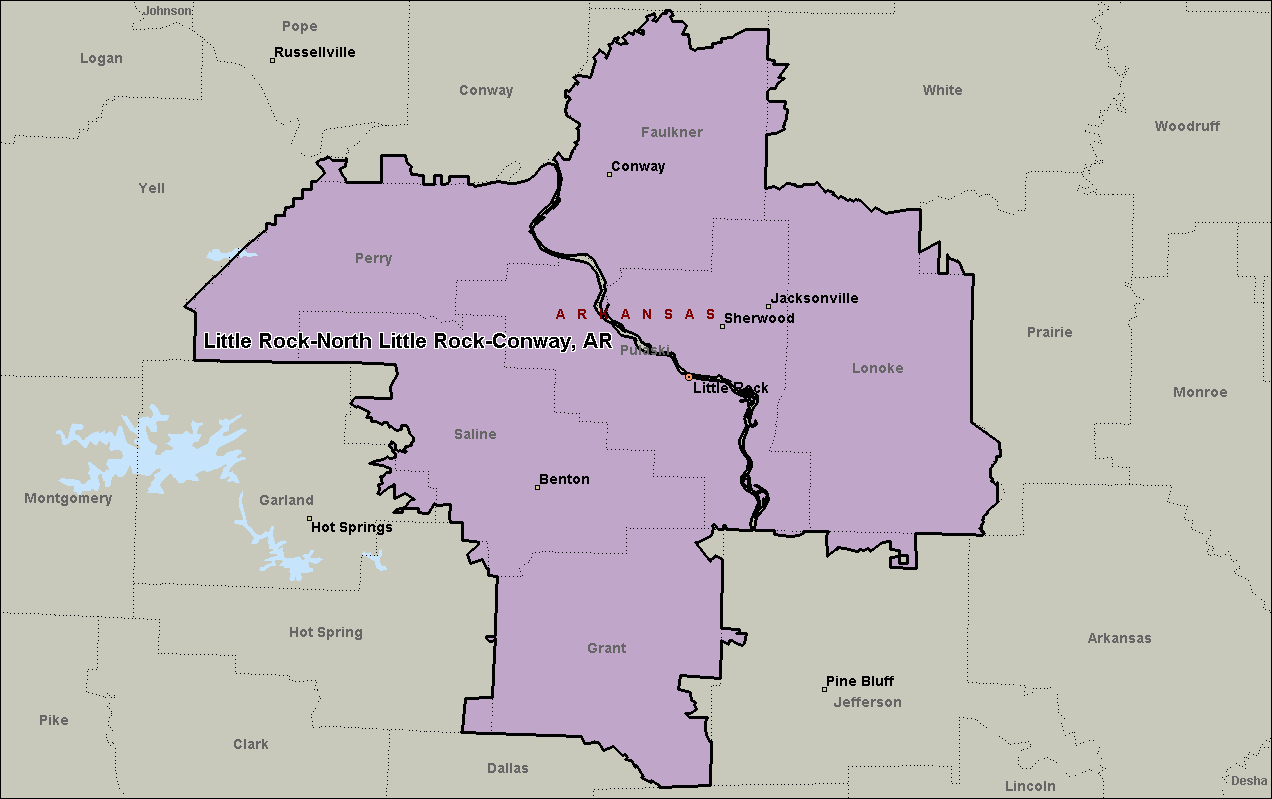 Johnson
Pope
Russellville
Logan
Conway
White
Woodruff
Faulkner
Conway
Yell
Perry
Jacksonville
ARKANSAS
Sherwood
Prairie
Little Rock-North Little Rock-Conway, AR
Pulaski
Lonoke
Little Rock
Monroe
Saline
Benton
Montgomery
Garland
Hot Springs
Hot Spring
Grant
Arkansas
Pine Bluff
Jefferson
Pike
Clark
Dallas
Lincoln
Desha